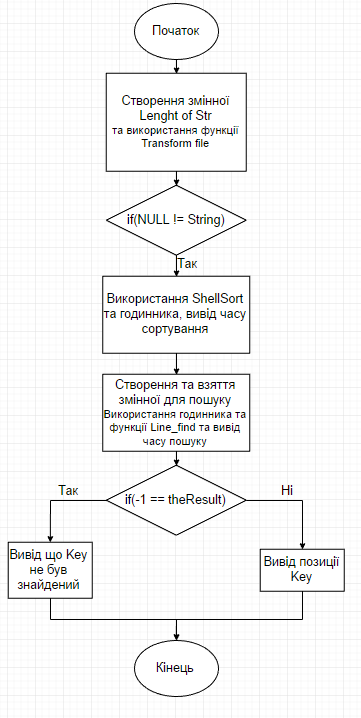 Початок
Створення змінної
Lenght of Str
та використання функції
Transform file
if(NULL != String)
Так
Використання ShellSort
та годинника, вивід часу
сортування
Створення та взяття
змінної для пошуку
Використання годинника та
функції Line_find та вивід
часу пошуку
if(-1 == theResult)
Так
Ні
Вивід що Key
не був
знайдений
Вивід позиції
Key
Кінець